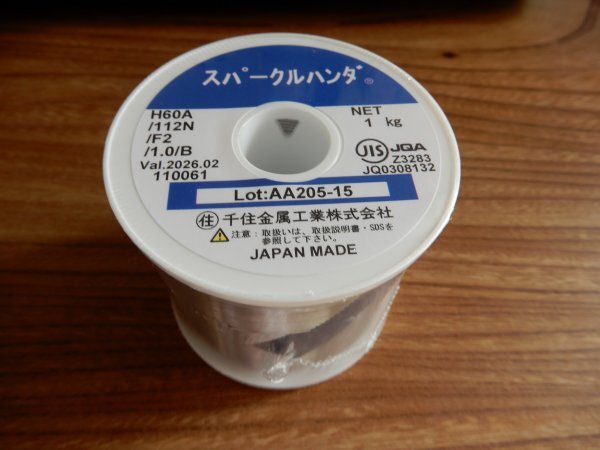 スパークルハンダ®
H60A
/112N
/F2
/1.0/B
Val.2026.02
110061
NET
1 kg
JIS JQA
Z3283
JQ0308132
Lot:AA205-15
住 千住金属工業株式会社
注意:取扱いは、取扱説明書・SDSを
参照して下さい。
JAPAN MADE